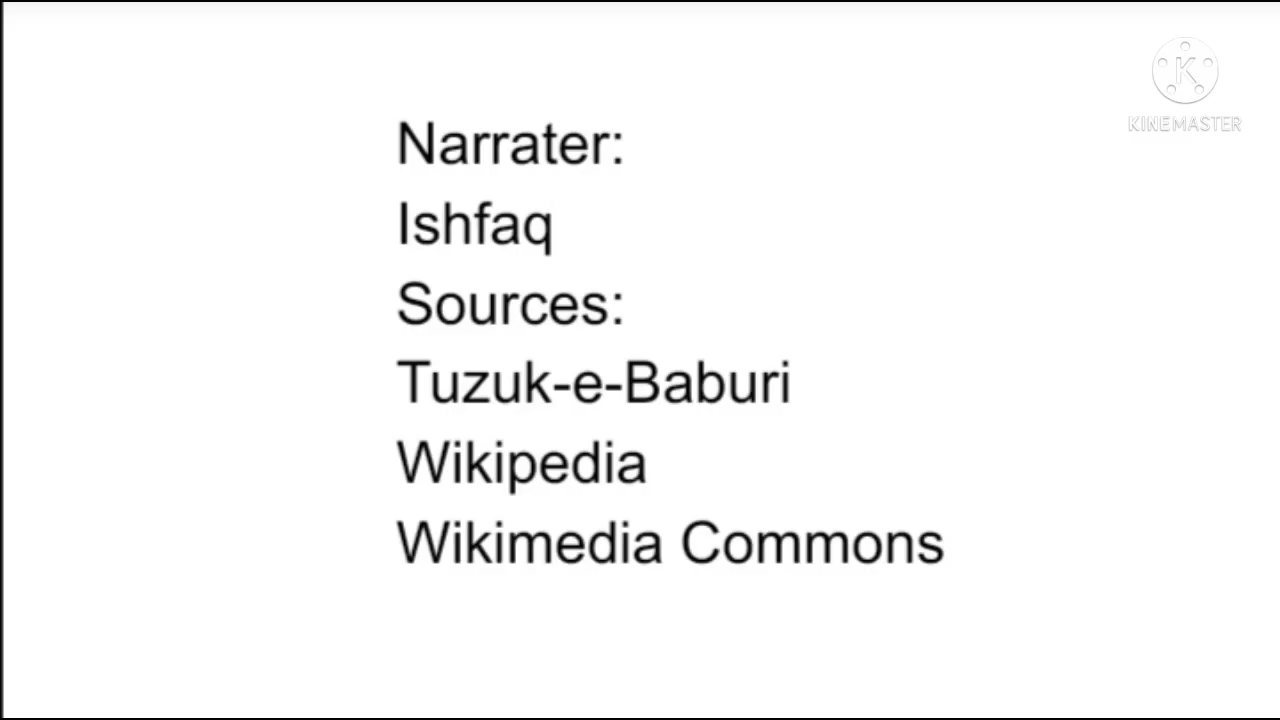 KINEMASTER
Narrater:
Ishfaq
Sources:
Tuzuk-e-Baburi
Wikipedia
Wikimedia Commons